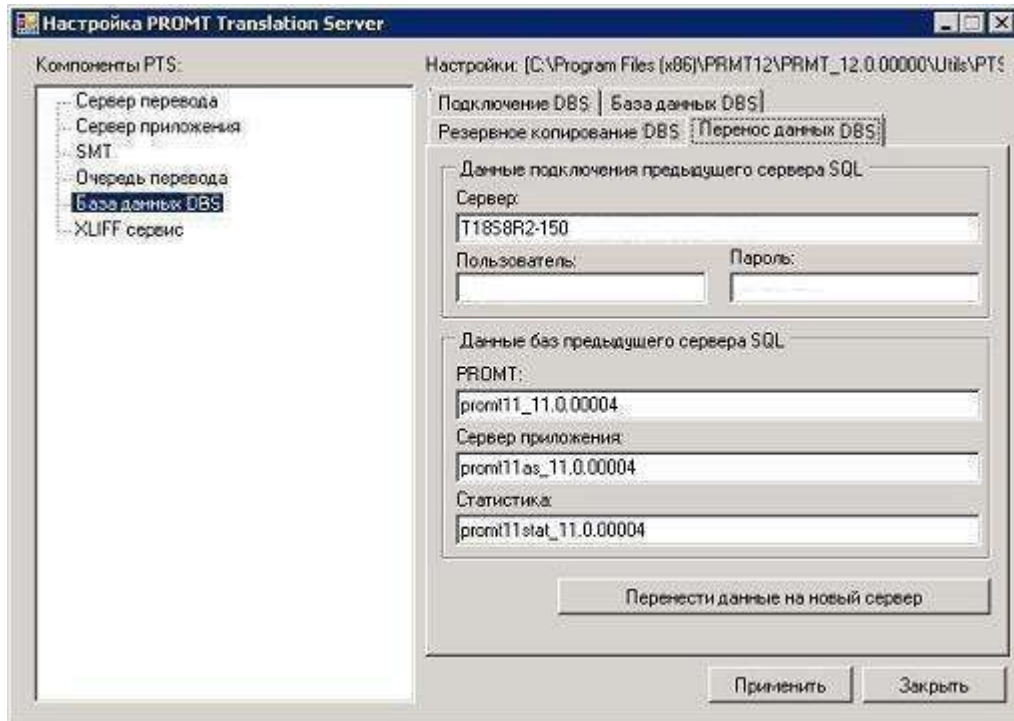 Настройка PROMT Translation Server
Компоненты PTS:
Сервер перевода
Сервер приложения
SMT
Очередь перевода
База данных DBS
XLIFF сервис
Настройки: [C:\Program Files (x86)\PRMT12\PRMT_12.0.00000\Utils\PTS
Подключение DBS База данных DBS
Резервное копирование DBS Перенос данных DBS
Данные подключения предыдущего сервера SQL
Сервер:
T18S8R2-150
Пользователь: Пароль:
Данные баз предыдущего сервера SQL
PROMT:
promt11_11.0.00004
Сервер приложения:
promt11as_11.0.00004
Статистика:
promt11stat_11.0.00004
Перенести данные на новый сервер
Применить Закрыть